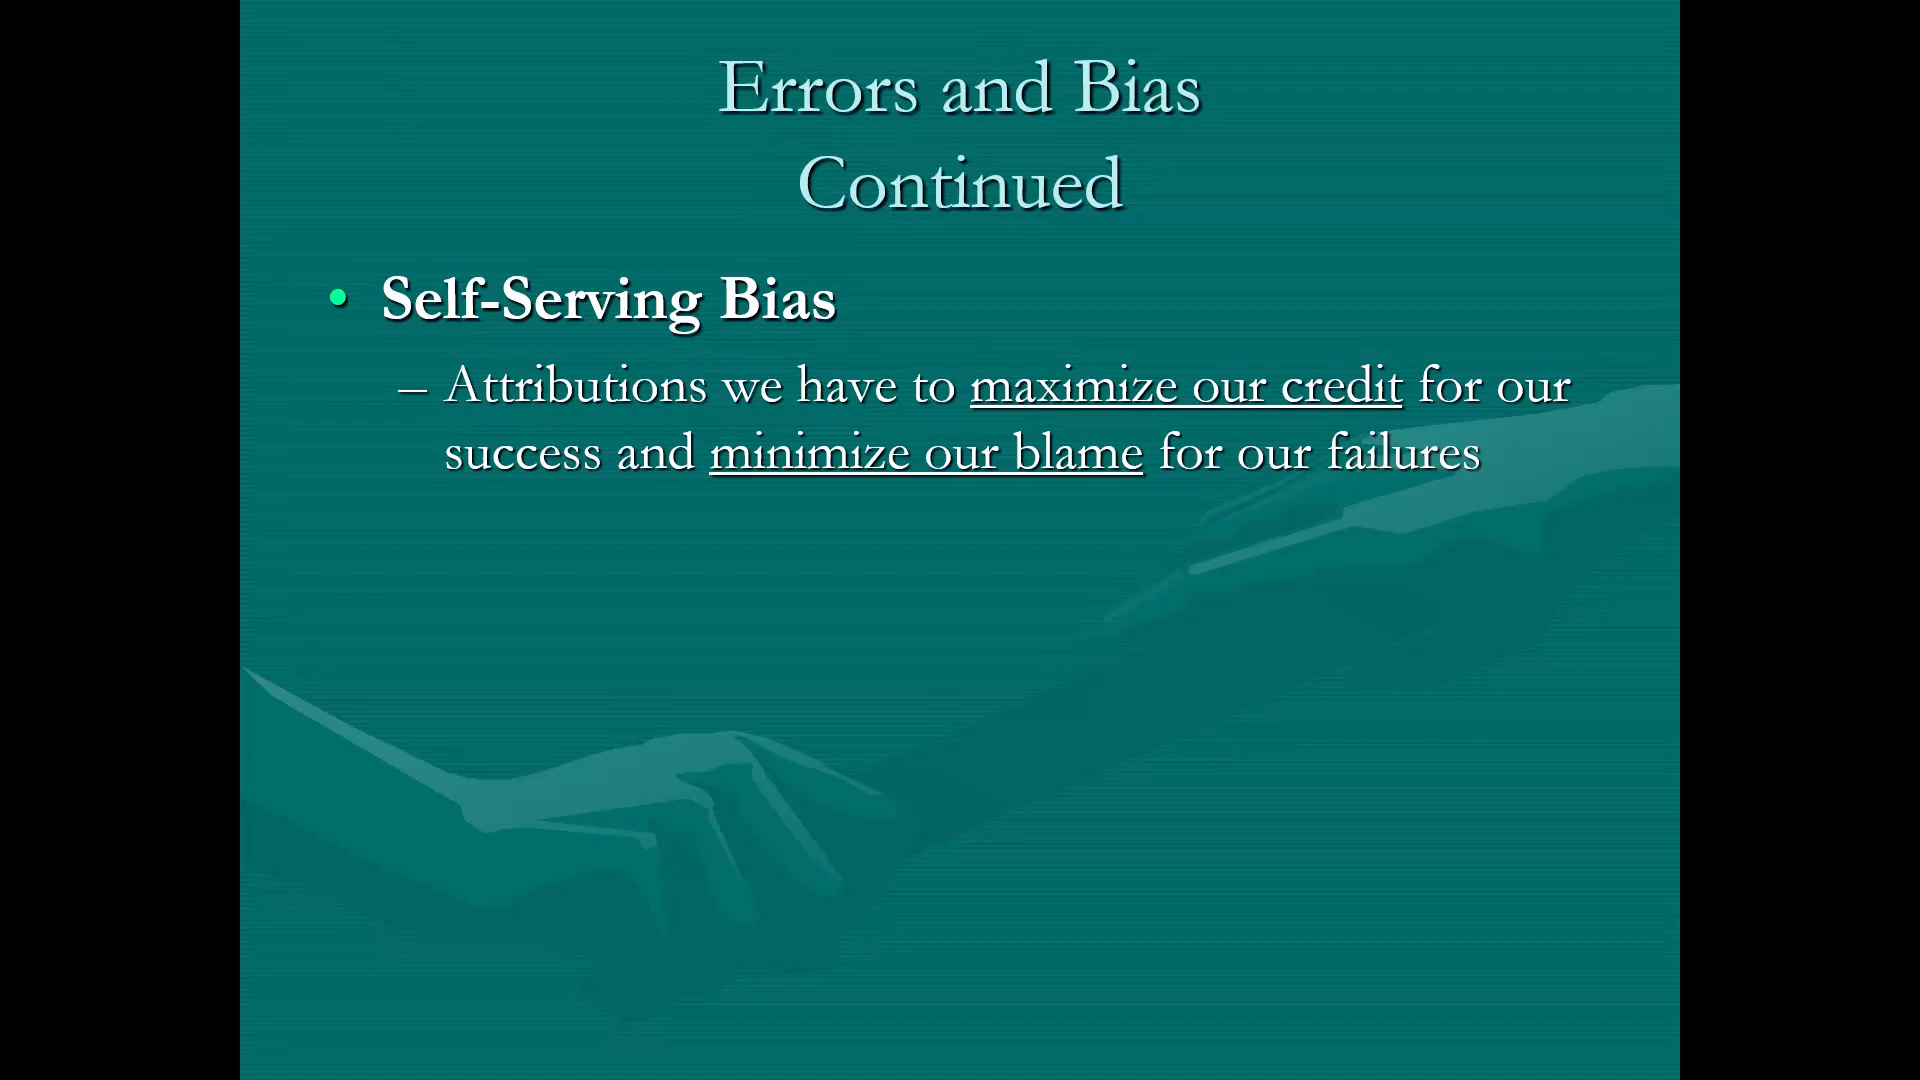 Errors and Bias
Continued
• Self-Serving Bias
– Attributions we have to maximize our credit for our
success and minimize our blame for our failures